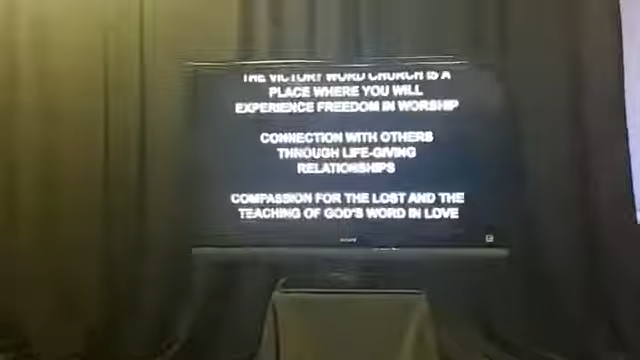 THE VICTORY WORD CHURCH IS A
PLACE WHERE YOU WILL
EXPERIENCE FREEDOM IN WORSHIP
CONNECTION WITH OTHERS
THROUGH LIFE-GIVING
RELATIONSHIPS
COMPASSION FOR THE LOST AND THE
TEACHING OF GOD'S WORD IN LOVE